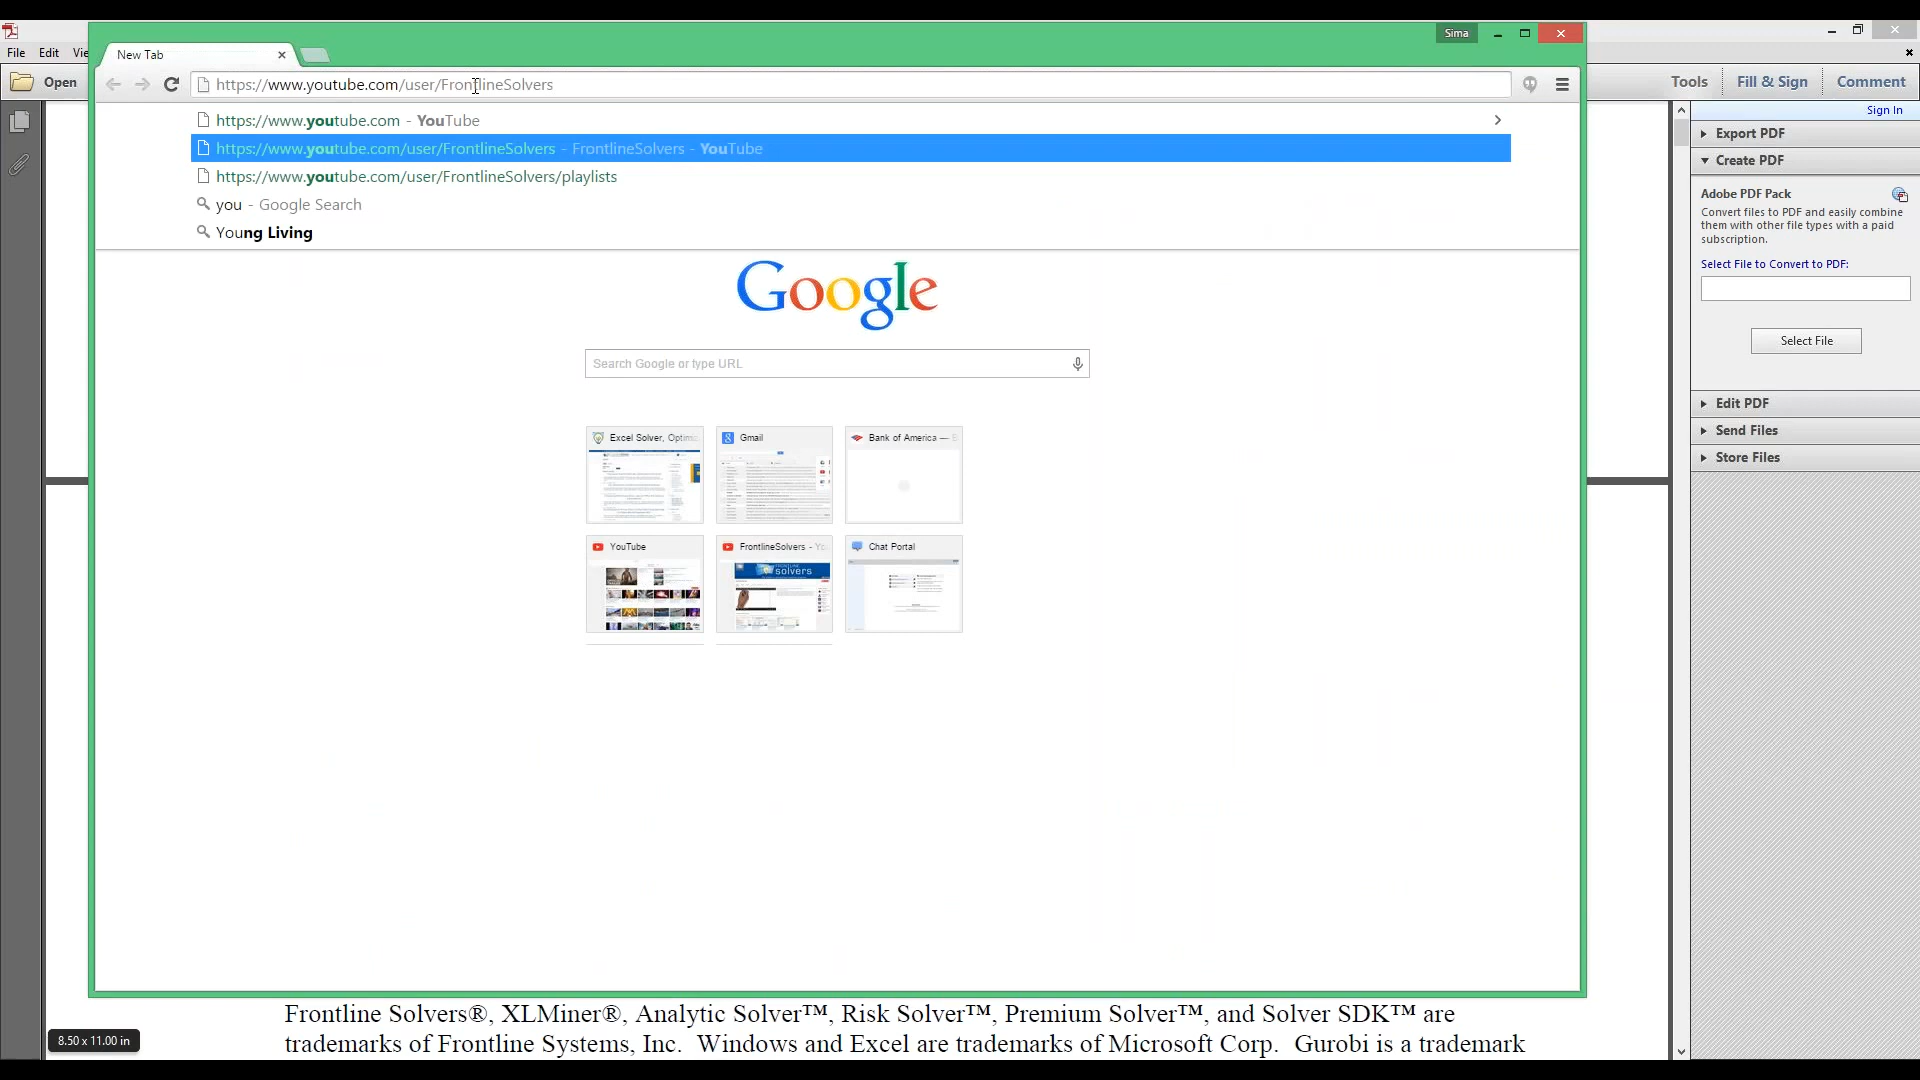 Sima
File Edit
New Tab
Open
https://www.youtube.com/user/FrontlineSolvers
Tools Fill & Sign Comment
https://www.youtube.com - YouTube
https://www.youtube.com/user/FrontlineSolvers - FrontlineSolvers - YouTube
https://www.youtube.com/user/FrontlineSolvers/playlists
you - Google Search
Young Living
Google
Search Google or type URL
Excel Solver, Optimiz
Gmail
Bank of America —
YouTube
FrontlineSolvers - Yo
FRONTLINE
solvers
Chat Portal
Sign In
Export PDF
Create PDF
Adobe PDF Pack
Convert files to PDF and easily combine
them with other file types with a paid
subscription.
Select File to Convert to PDF:
Select File
Edit PDF
Send Files
Store Files
Frontline Solvers®, XLMiner®, Analytic Solver™, Risk Solver™, Premium Solver™, and Solver SDK™ are
trademarks of Frontline Systems, Inc. Windows and Excel are trademarks of Microsoft Corp. Gurobi is a trademark
8.50 x 11.00 in